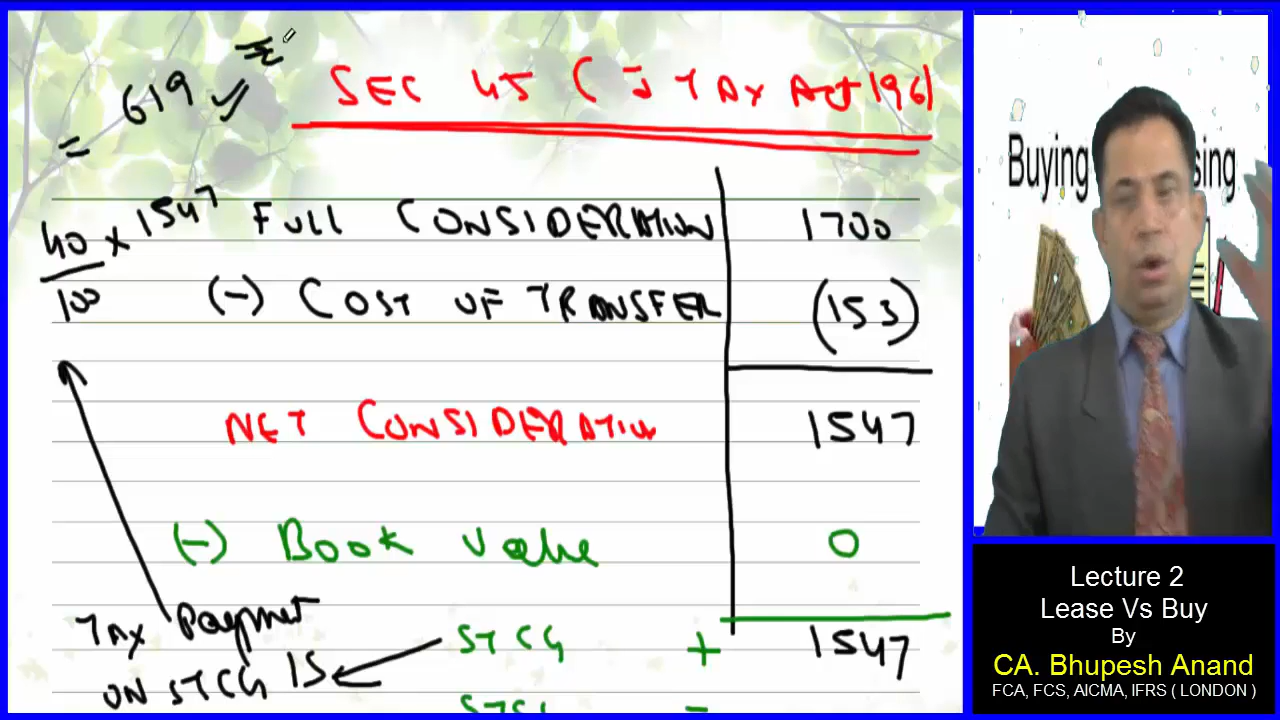 = 619
SEC 45 ( I TAX Act 1961
40/100 × 1547
FULL CONSIDERATION 1700
(-) COST OF TRANSFER (153)
NET CONSIDERATION 1547
(-) Book Value 0
TAX Payment
ON STCG IS
STCG + 1547
STCL -
Buying
sing
Lecture 2
Lease Vs Buy
By
CA. Bhupesh Anand
FCA, FCS, AICMA, IFRS ( LONDON )